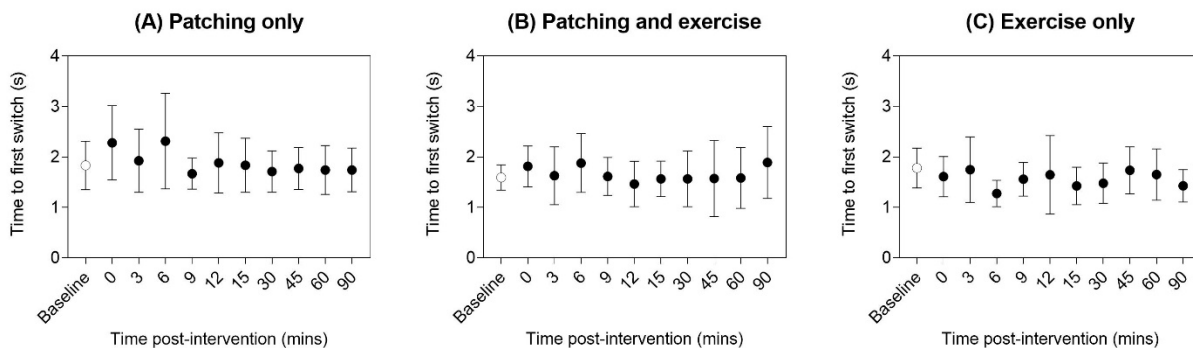 (A) Patching only
Time to first switch (s)
4
3
2
1
0
Baseline 0 3 6 9 12 15 30 45 60 90
Time post-intervention (mins)
(B) Patching and exercise
Time to first switch (s)
4
3
2
1
0
Baseline 0 3 6 9 12 15 30 45 60 90
Time post-intervention (mins)
(C) Exercise only
Time to first switch (s)
4
3
2
1
0
Baseline 0 3 6 9 12 15 30 45 60 90
Time post-intervention (mins)